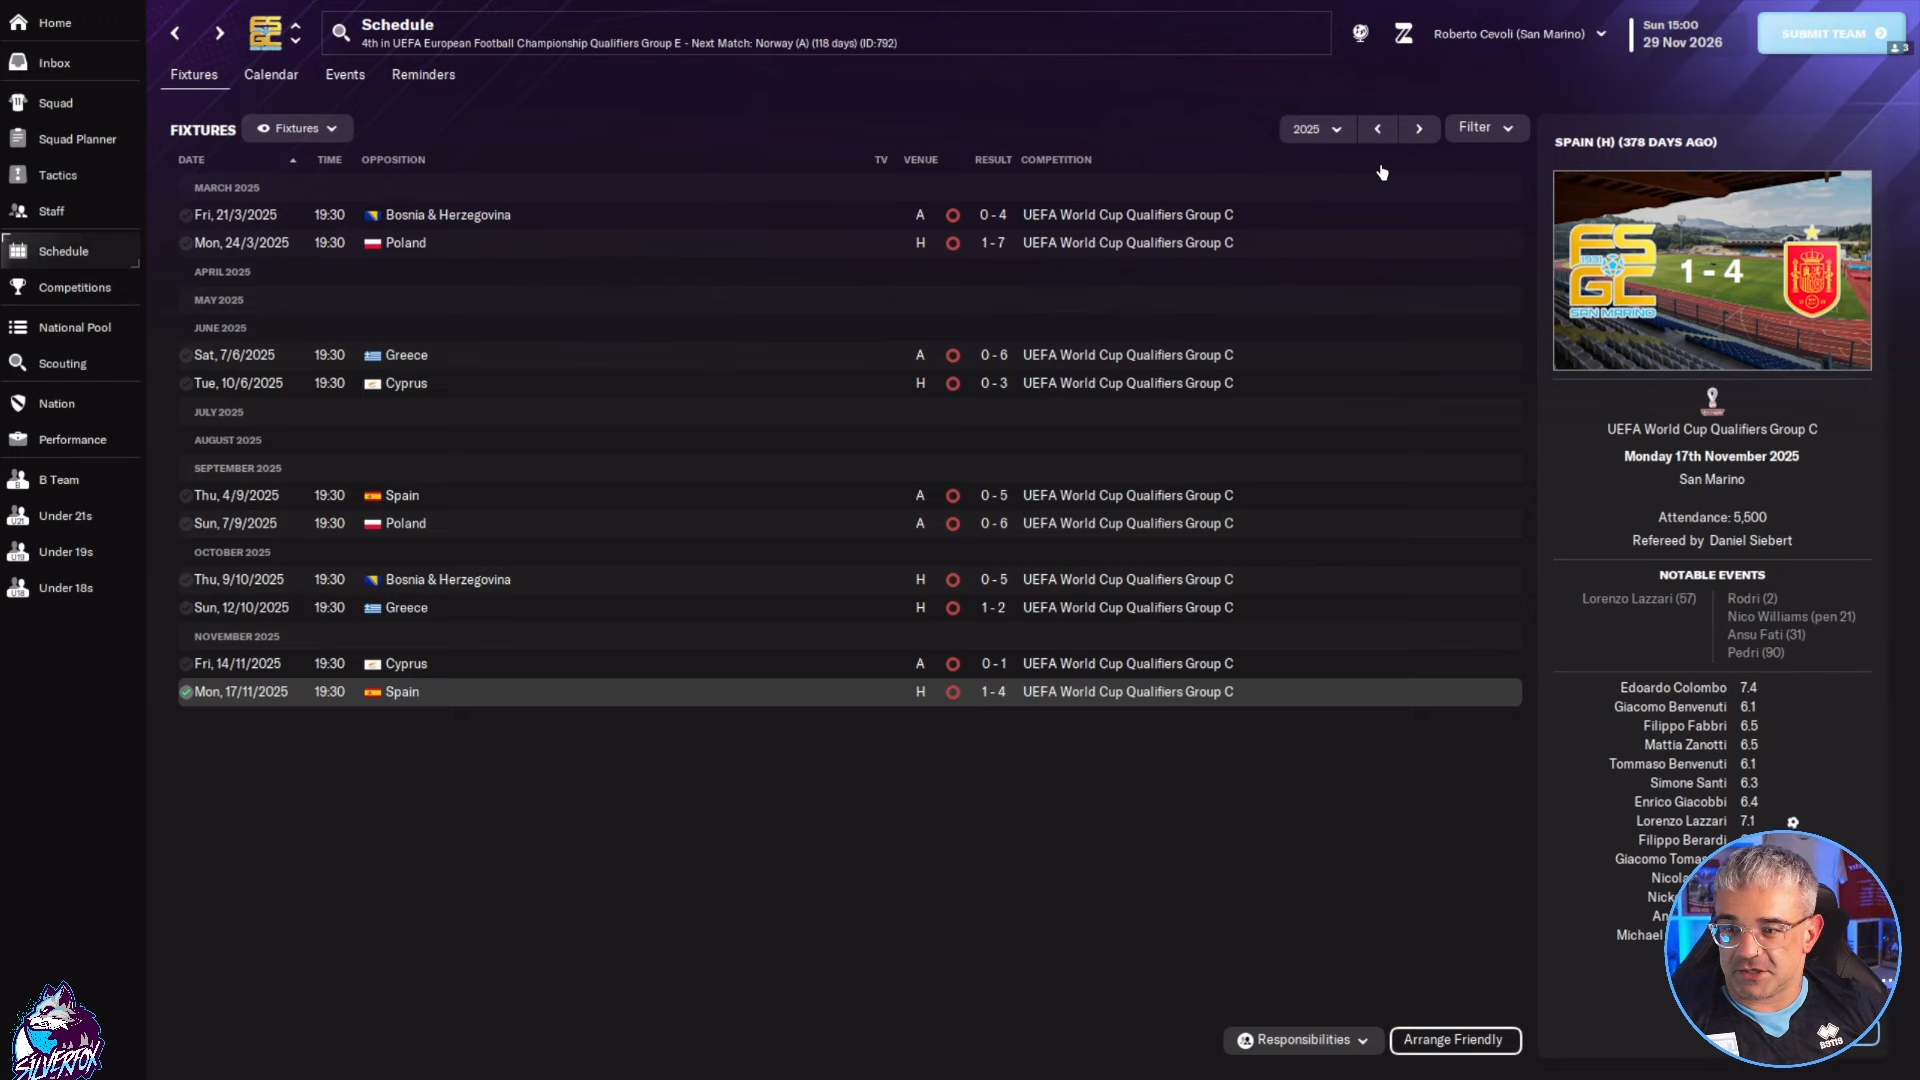 Home
Inbox
Squad
Squad Planner
Tactics
Staff
Schedule
Competitions
National Pool
Scouting
Nation
Performance
B Team
Under 21s
Under 19s
Under 18s
Schedule
4th in UEFA European Football Championship Qualifiers Group E - Next Match: Norway (A) (118 days) (ID:792)
Roberto Cevoli (San Marino)
Sun 15:00
29 Nov 2026
SUBMIT TEAM
3
Fixtures Calendar Events Reminders
FIXTURES Fixtures 2025 Filter
DATE TIME OPPOSITION TV VENUE RESULT COMPETITION
MARCH 2025
Fri, 21/3/2025 19:30 Bosnia & Herzegovina A 0 - 4 UEFA World Cup Qualifiers Group C
Mon, 24/3/2025 19:30 Poland H 1 - 7 UEFA World Cup Qualifiers Group C
APRIL 2025
MAY 2025
JUNE 2025
Sat, 7/6/2025 19:30 Greece A 0 - 6 UEFA World Cup Qualifiers Group C
Tue, 10/6/2025 19:30 Cyprus H 0 - 3 UEFA World Cup Qualifiers Group C
JULY 2025
AUGUST 2025
SEPTEMBER 2025
Thu, 4/9/2025 19:30 Spain A 0 - 5 UEFA World Cup Qualifiers Group C
Sun, 7/9/2025 19:30 Poland A 0 - 6 UEFA World Cup Qualifiers Group C
OCTOBER 2025
Thu, 9/10/2025 19:30 Bosnia & Herzegovina H 0 - 5 UEFA World Cup Qualifiers Group C
Sun, 12/10/2025 19:30 Greece H 1 - 2 UEFA World Cup Qualifiers Group C
NOVEMBER 2025
Fri, 14/11/2025 19:30 Cyprus A 0 - 1 UEFA World Cup Qualifiers Group C
Mon, 17/11/2025 19:30 Spain H 1 - 4 UEFA World Cup Qualifiers Group C
Responsibilities
Arrange Friendly
SPAIN (H) (378 DAYS AGO)
FS
1931
GC
SAN MARINO
1 - 4
UEFA World Cup Qualifiers Group C
Monday 17th November 2025
San Marino
Attendance: 5,500
Refereed by Daniel Siebert
NOTABLE EVENTS
Lorenzo Lazzari (57)
Rodri (2)
Nico Williams (pen 21)
Ansu Fati (31)
Pedri (90)
Edoardo Colombo 7.4
Giacomo Benvenuti 6.1
Filippo Fabbri 6.5
Mattia Zanotti 6.5
Tommaso Benvenuti 6.1
Simone Santi 6.3
Enrico Giacobbi 6.4
Lorenzo Lazzari 7.1
Filippo Berardi
Giacomo
Michael
SILVERFOX